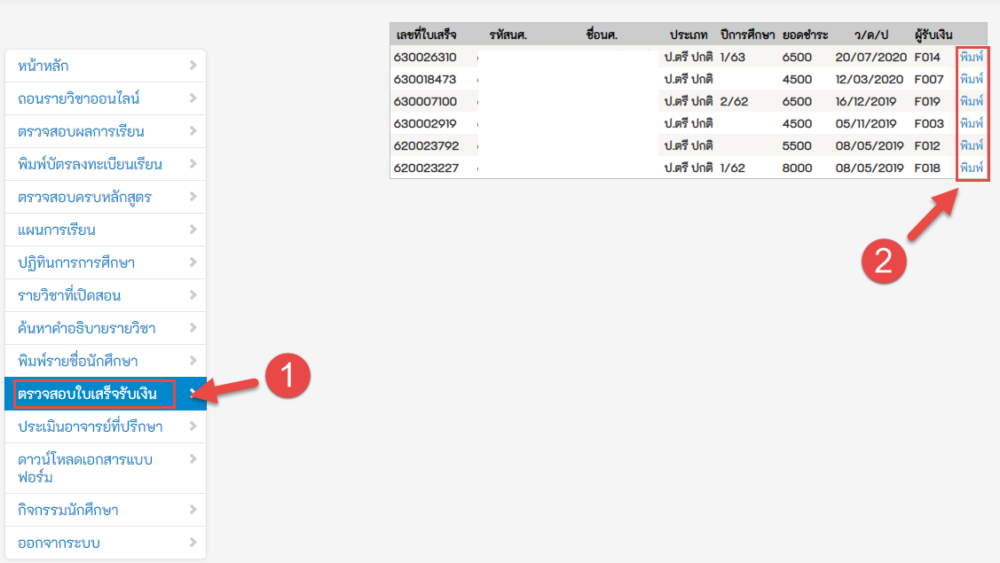 หน้าหลัก
ถอนรายวิชาออนไลน์
ตรวจสอบผลการเรียน
พิมพ์บัตรลงทะเบียนเรียน
ตรวจสอบครบหลักสูตร
แผนการเรียน
ปฏิทินการการศึกษา
รายวิชาที่เปิดสอน
ค้นหาคำอธิบายรายวิชา
พิมพ์รายชื่อนักศึกษา
ตรวจสอบใบเสร็จรับเงิน
ประเมินอาจารย์ที่ปรึกษา
ดาวน์โหลดเอกสารแบบ
ฟอร์ม
กิจกรรมนักศึกษา
ออกจากระบบ
1
เลขที่ใบเสร็จ รหัสนศ. ชื่อนศ. ประเภท ปีการศึกษา ยอดชำระ ว/ด/ป ผู้รับเงิน
630026310 ป.ตรี ปกติ 1/63 6500 20/07/2020 F014 พิมพ์
630018473 ป.ตรี ปกติ 4500 12/03/2020 F007 พิมพ์
630007100 ป.ตรี ปกติ 2/62 6500 16/12/2019 F019 พิมพ์
630002919 ป.ตรี ปกติ 4500 05/11/2019 F003 พิมพ์
620023792 ป.ตรี ปกติ 5500 08/05/2019 F012 พิมพ์
620023227 ป.ตรี ปกติ 1/62 8000 08/05/2019 F018 พิมพ์
2